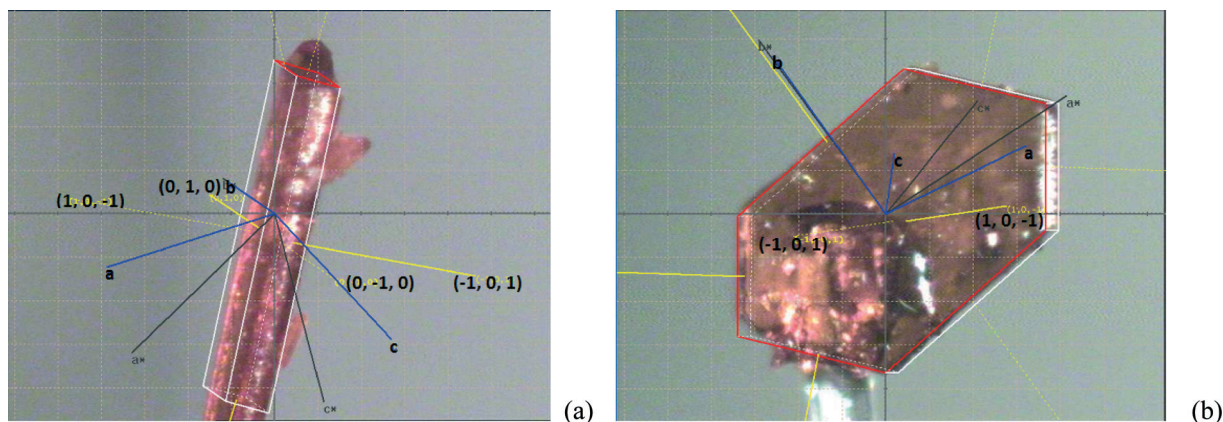 b*
b
(0, 1, 0)
(1, 0, -1)
a
(0, -1, 0)
(-1, 0, 1)
a*
c
c*
(a)
b*
b
c*
a*
c
a
(1, 0, -1)
(-1, 0, 1)
(b)